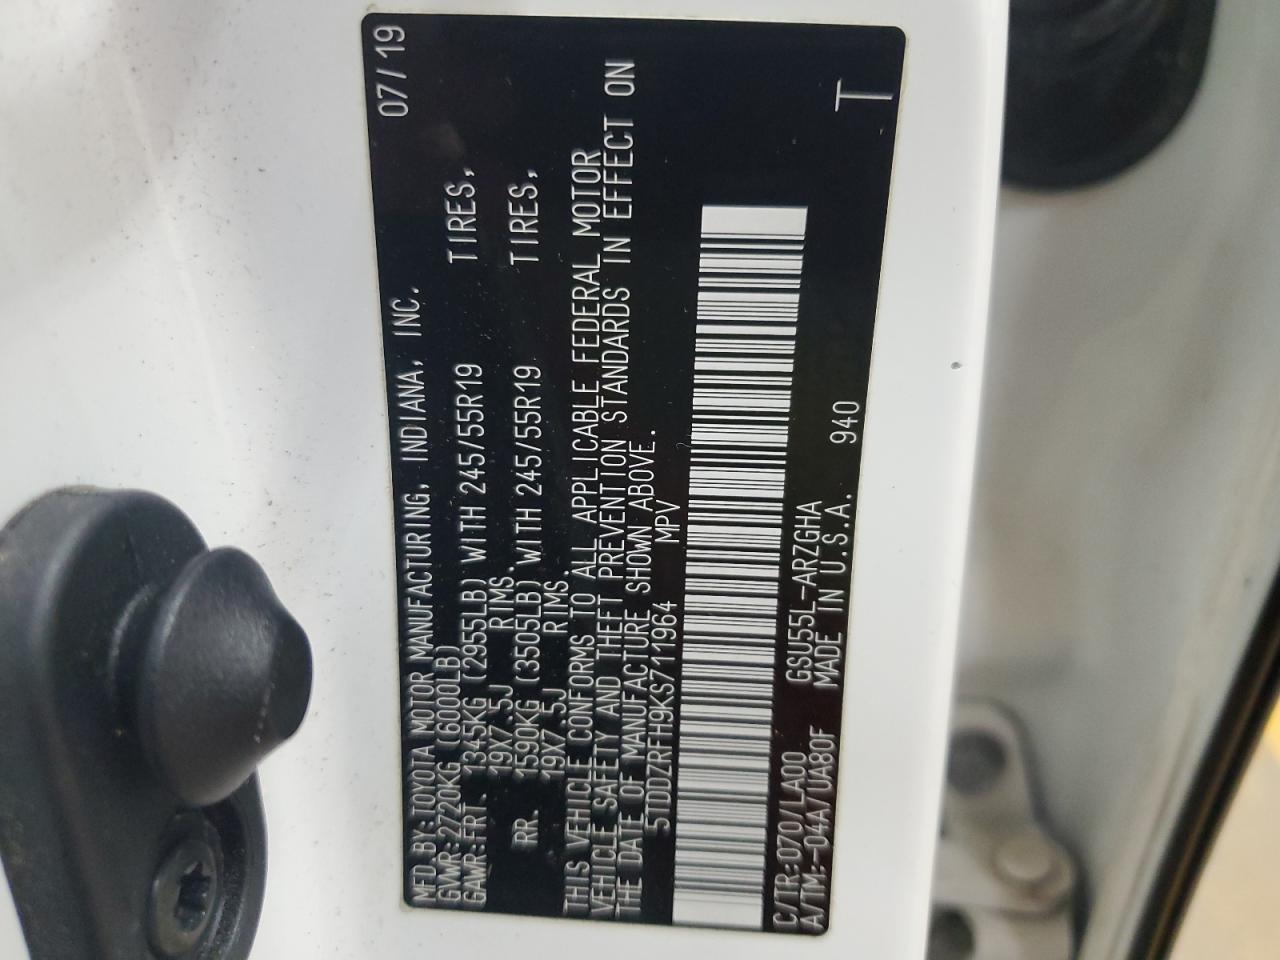 MFD BY:TOYOTA MOTOR MANUFACTURING, INDIANA, INC. 07/19
GVWR:2720KG (6000LB)
GAWR:FRT. 1345KG (2955LB) WITH 245/55R19 TIRES,
19X7.5J RIMS.
RR. 1590KG (3505LB) WITH 245/55R19 TIRES,
19X7.5J RIMS.
THIS VEHICLE CONFORMS TO ALL APPLICABLE FEDERAL MOTOR
VEHICLE SAFETY AND THEFT PREVENTION STANDARDS IN EFFECT ON
THE DATE OF MANUFACTURE SHOWN ABOVE.
5TDDZRFH9KS711964 MPV
C/TR:070/LA00 GSU55L-ARZGHA
A/TM:-04A/UA80F MADE IN U.S.A. 940 T